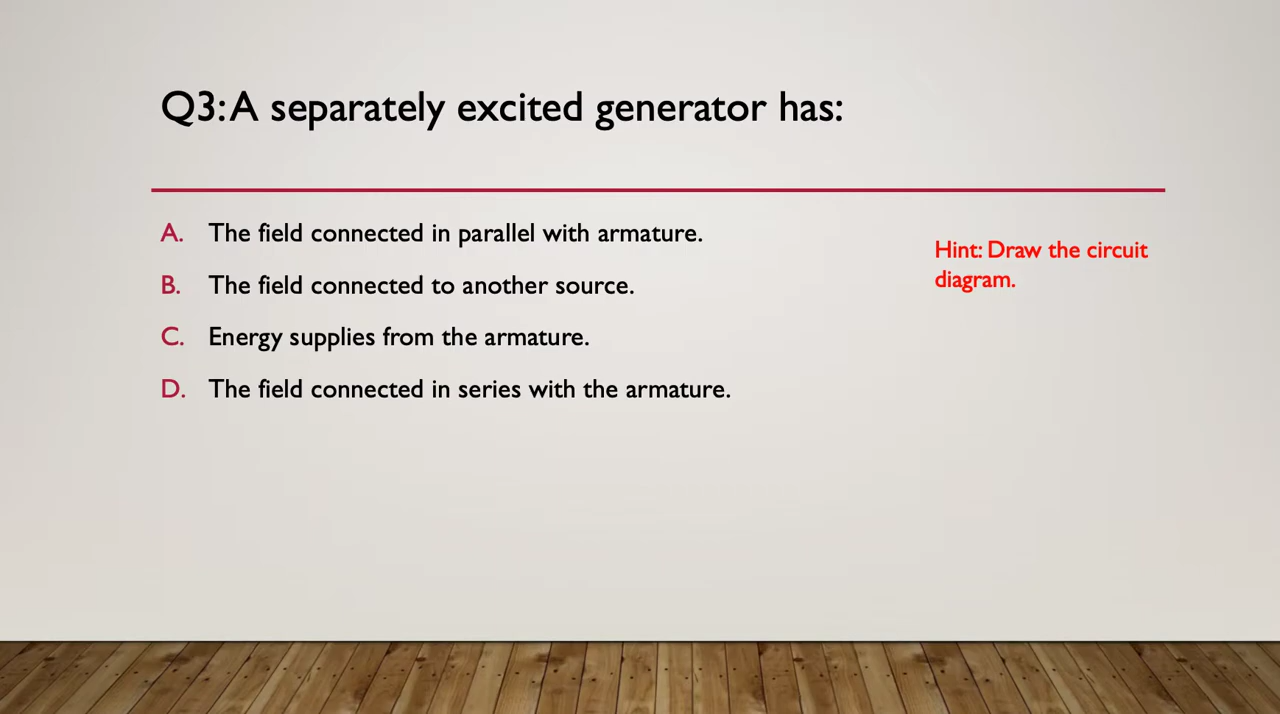 Q3: A separately excited generator has:
A. The field connected in parallel with armature.
B. The field connected to another source.
C. Energy supplies from the armature.
D. The field connected in series with the armature.
Hint: Draw the circuit
diagram.